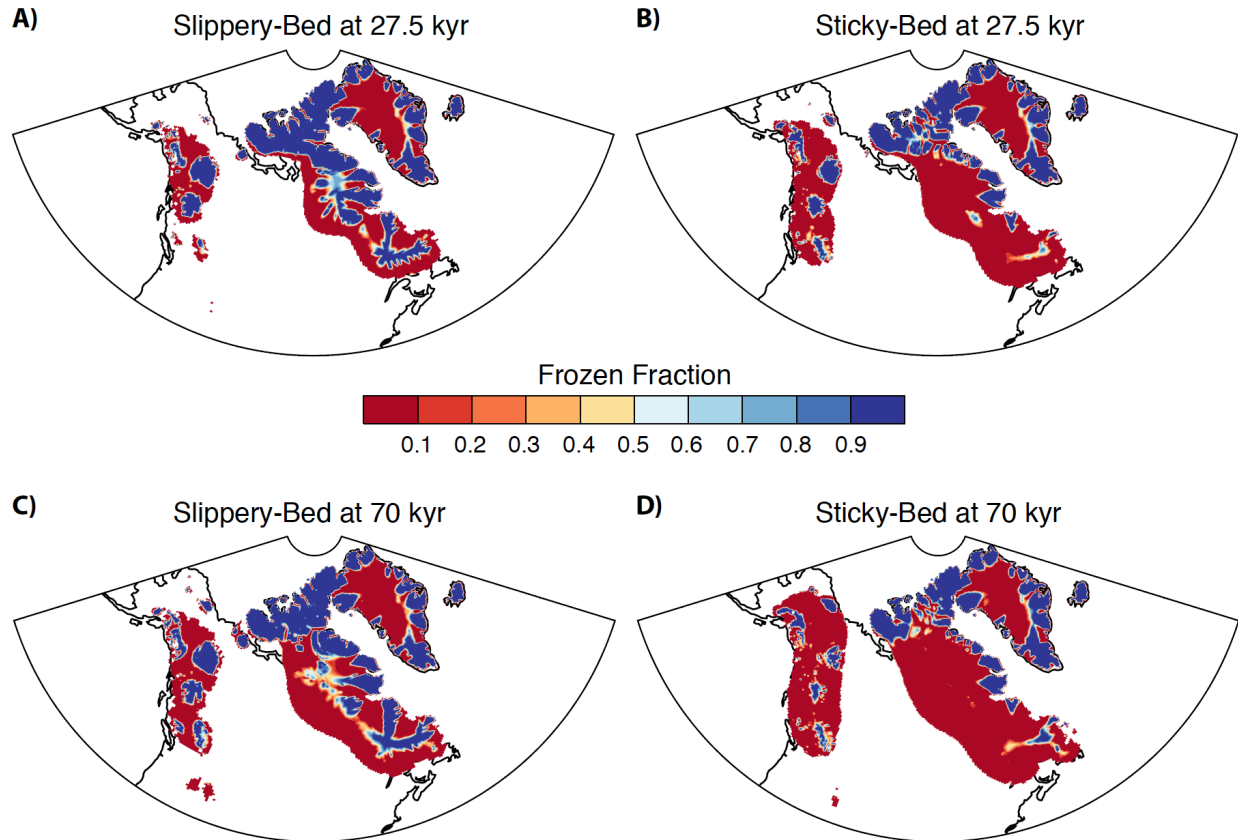 A)
Slippery-Bed at 27.5 kyr
B)
Sticky-Bed at 27.5 kyr
Frozen Fraction
0.1 0.2 0.3 0.4 0.5 0.6 0.7 0.8 0.9
C)
Slippery-Bed at 70 kyr
D)
Sticky-Bed at 70 kyr